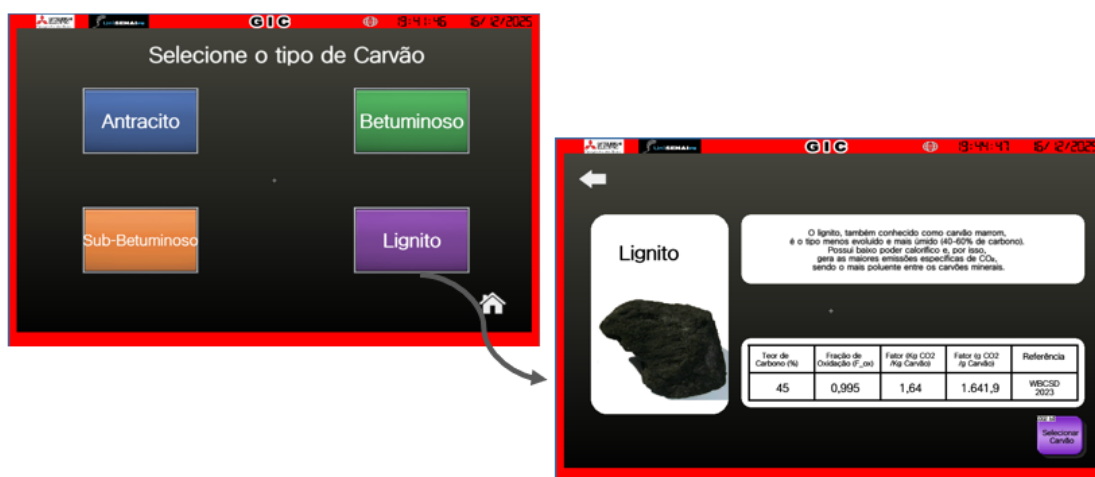 GIC
19:41:46
16/12/2025
Selecione o tipo de Carvão
Antracito
Betuminoso
Sub-Betuminoso
Lignito
GIC
19:44:47
16/12/2025
Lignito
O lignito, também conhecido como carvão marrom,
é o tipo menos evoluído e mais úmido (40-60% de carbono).
Possui baixo poder calorífico e, por isso,
gera as maiores emissões específicas de CO₂,
sendo o mais poluente entre os carvões minerais.
Teor de Carbono (%)
Fração de Oxidação (F_ox)
Fator (Kg CO2 /Kg Carvão)
Fator (g CO2 /g Carvão)
Referência
45
0,995
1,64
1.641,9
WBCSD 2023
Selecionar
Carvão